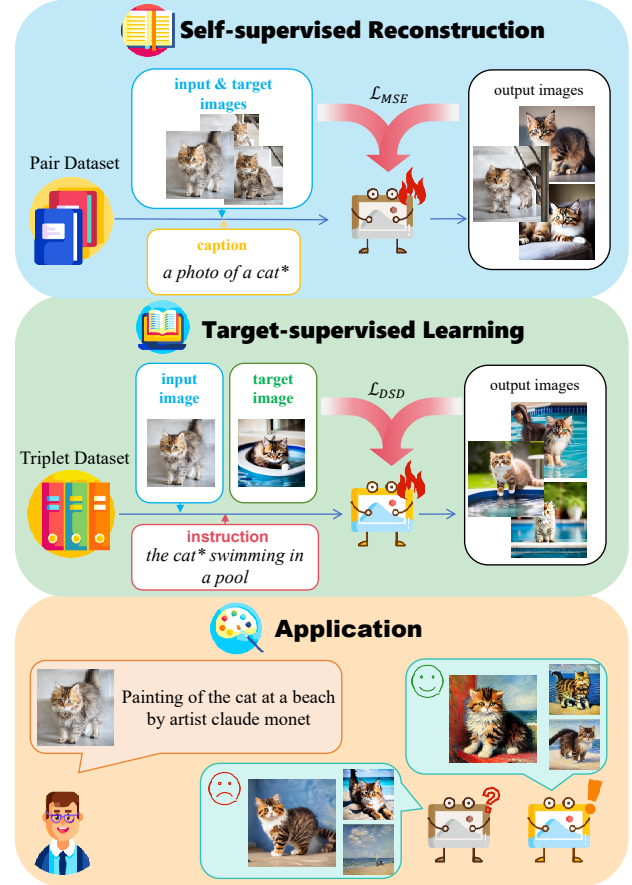 Self-supervised Reconstruction
input & target
images
ℒMSE
output images
Pair Dataset
caption
a photo of a cat*
Target-supervised Learning
input
image
target
image
ℒDSD
output images
Triplet Dataset
instruction
the cat* swimming in
a pool
Application
Painting of the cat at a beach
by artist claude monet
?
!